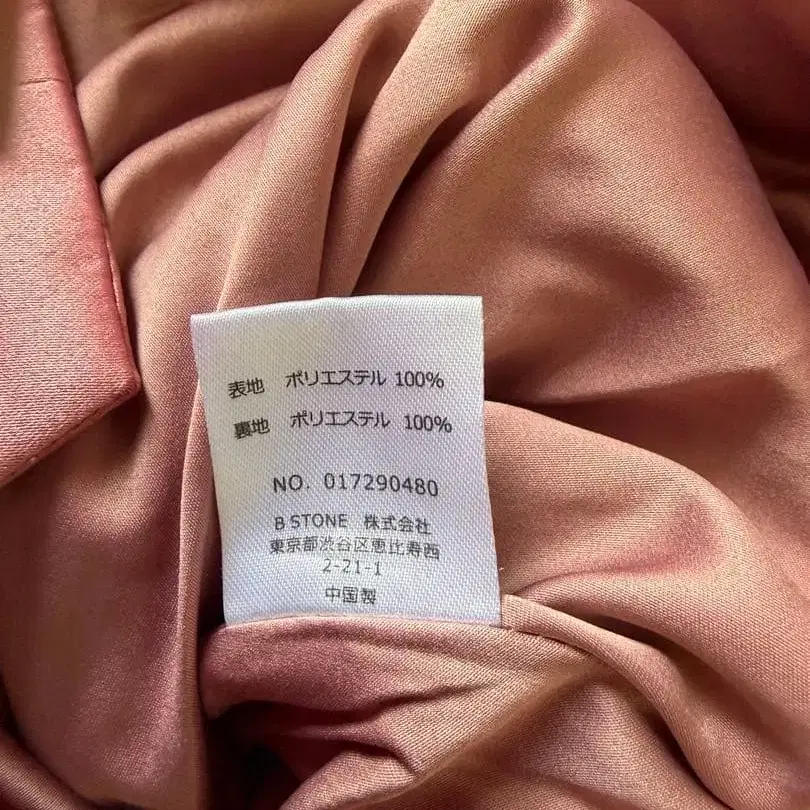 表地 ポリエステル 100%
裏地 ポリエステル 100%
NO. 017290480
B STONE 株式会社
東京都渋谷区恵比寿西
2-21-1
中国製